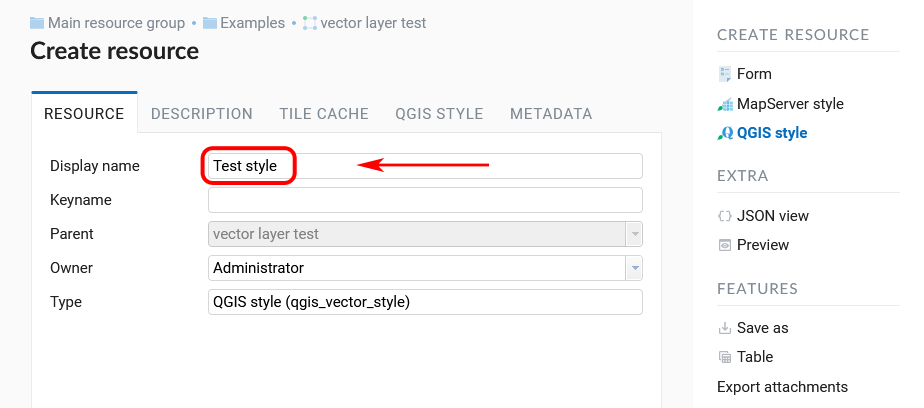 Main resource group • Examples • vector layer test
Create resource
RESOURCE DESCRIPTION TILE CACHE QGIS STYLE METADATA
Display name Test style
Keyname
Parent vector layer test
Owner Administrator
Type QGIS style (qgis_vector_style)
CREATE RESOURCE
Form
MapServer style
QGIS style
EXTRA
JSON view
Preview
FEATURES
Save as
Table
Export attachments